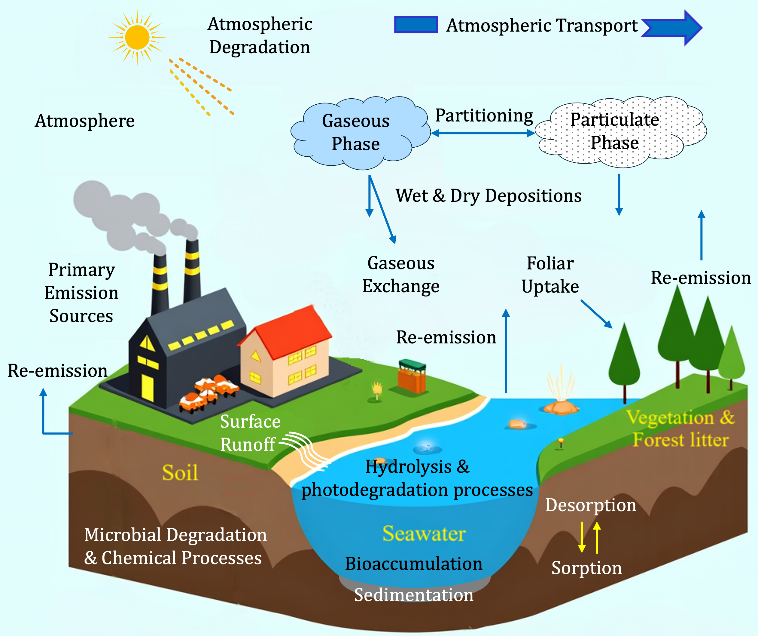 Atmospheric
Degradation
Atmospheric Transport
Atmosphere
Gaseous
Phase
Partitioning
Particulate
Phase
Wet & Dry Depositions
Primary
Emission
Sources
Gaseous
Exchange
Foliar
Uptake
Re-emission
Re-emission
Re-emission
Surface
Runoff
Vegetation &
Forest litter
Soil
Hydrolysis &
photodegradation processes
Desorption
Microbial Degradation
& Chemical Processes
Seawater
Bioaccumulation
Sorption
Sedimentation